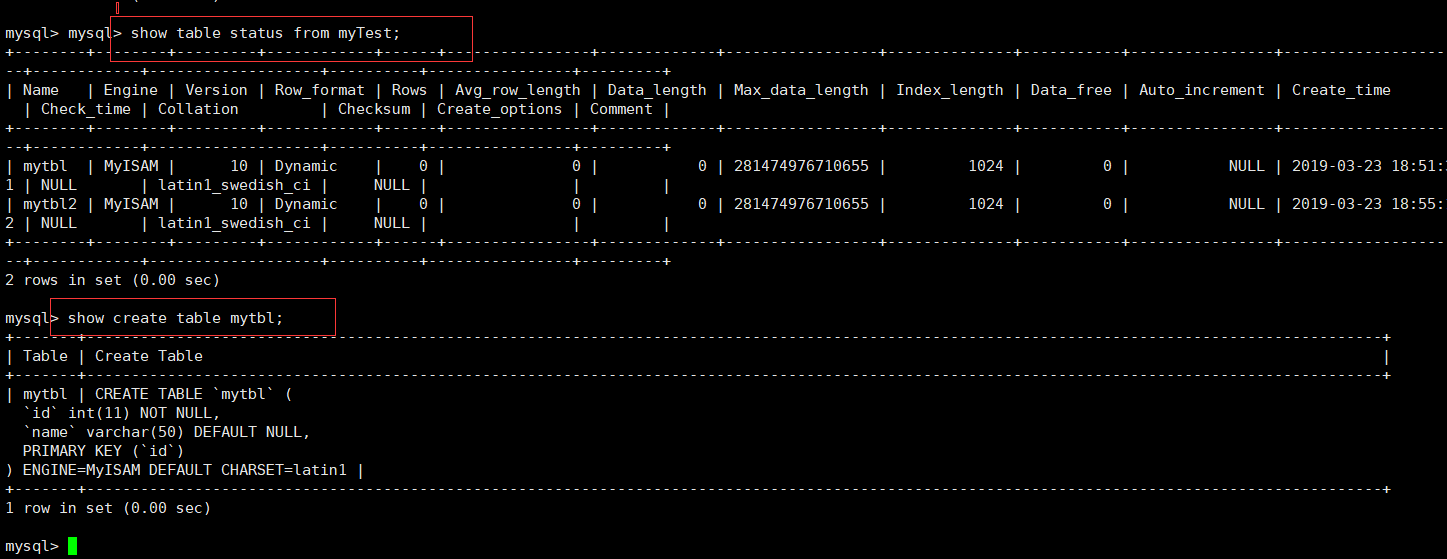 mysql> mysql> show table status from myTest;
+--------+--------+---------+------------+------+----------------+-------------+-----------------+--------------+-----------+----------------+------------------
--+------------+-------------------+----------+----------------+---------+
| Name   | Engine | Version | Row_format | Rows | Avg_row_length | Data_length | Max_data_length | Index_length | Data_free | Auto_increment | Create_time
  | Check_time | Collation         | Checksum | Create_options | Comment |
+--------+--------+---------+------------+------+----------------+-------------+-----------------+--------------+-----------+----------------+------------------
--+------------+-------------------+----------+----------------+---------+
| mytbl  | MyISAM |      10 | Dynamic    |    0 |              0 |           0 | 281474976710655 |         1024 |         0 |           NULL | 2019-03-23 18:51:
1 | NULL       | latin1_swedish_ci |     NULL |                |         |
| mytbl2 | MyISAM |      10 | Dynamic    |    0 |              0 |           0 | 281474976710655 |         1024 |         0 |           NULL | 2019-03-23 18:55:
2 | NULL       | latin1_swedish_ci |     NULL |                |         |
+--------+--------+---------+------------+------+----------------+-------------+-----------------+--------------+-----------+----------------+------------------
--+------------+-------------------+----------+----------------+---------+
2 rows in set (0.00 sec)
mysql> show create table mytbl;
+-------+------------------------------------------------------------------------------------------------------------------------------------------------+
| Table | Create Table                                                                                                                                   |
+-------+------------------------------------------------------------------------------------------------------------------------------------------------+
| mytbl | CREATE TABLE `mytbl` (
  `id` int(11) NOT NULL,
  `name` varchar(50) DEFAULT NULL,
  PRIMARY KEY (`id`)
) ENGINE=MyISAM DEFAULT CHARSET=latin1 |
+-------+------------------------------------------------------------------------------------------------------------------------------------------------+
1 row in set (0.00 sec)
mysql>